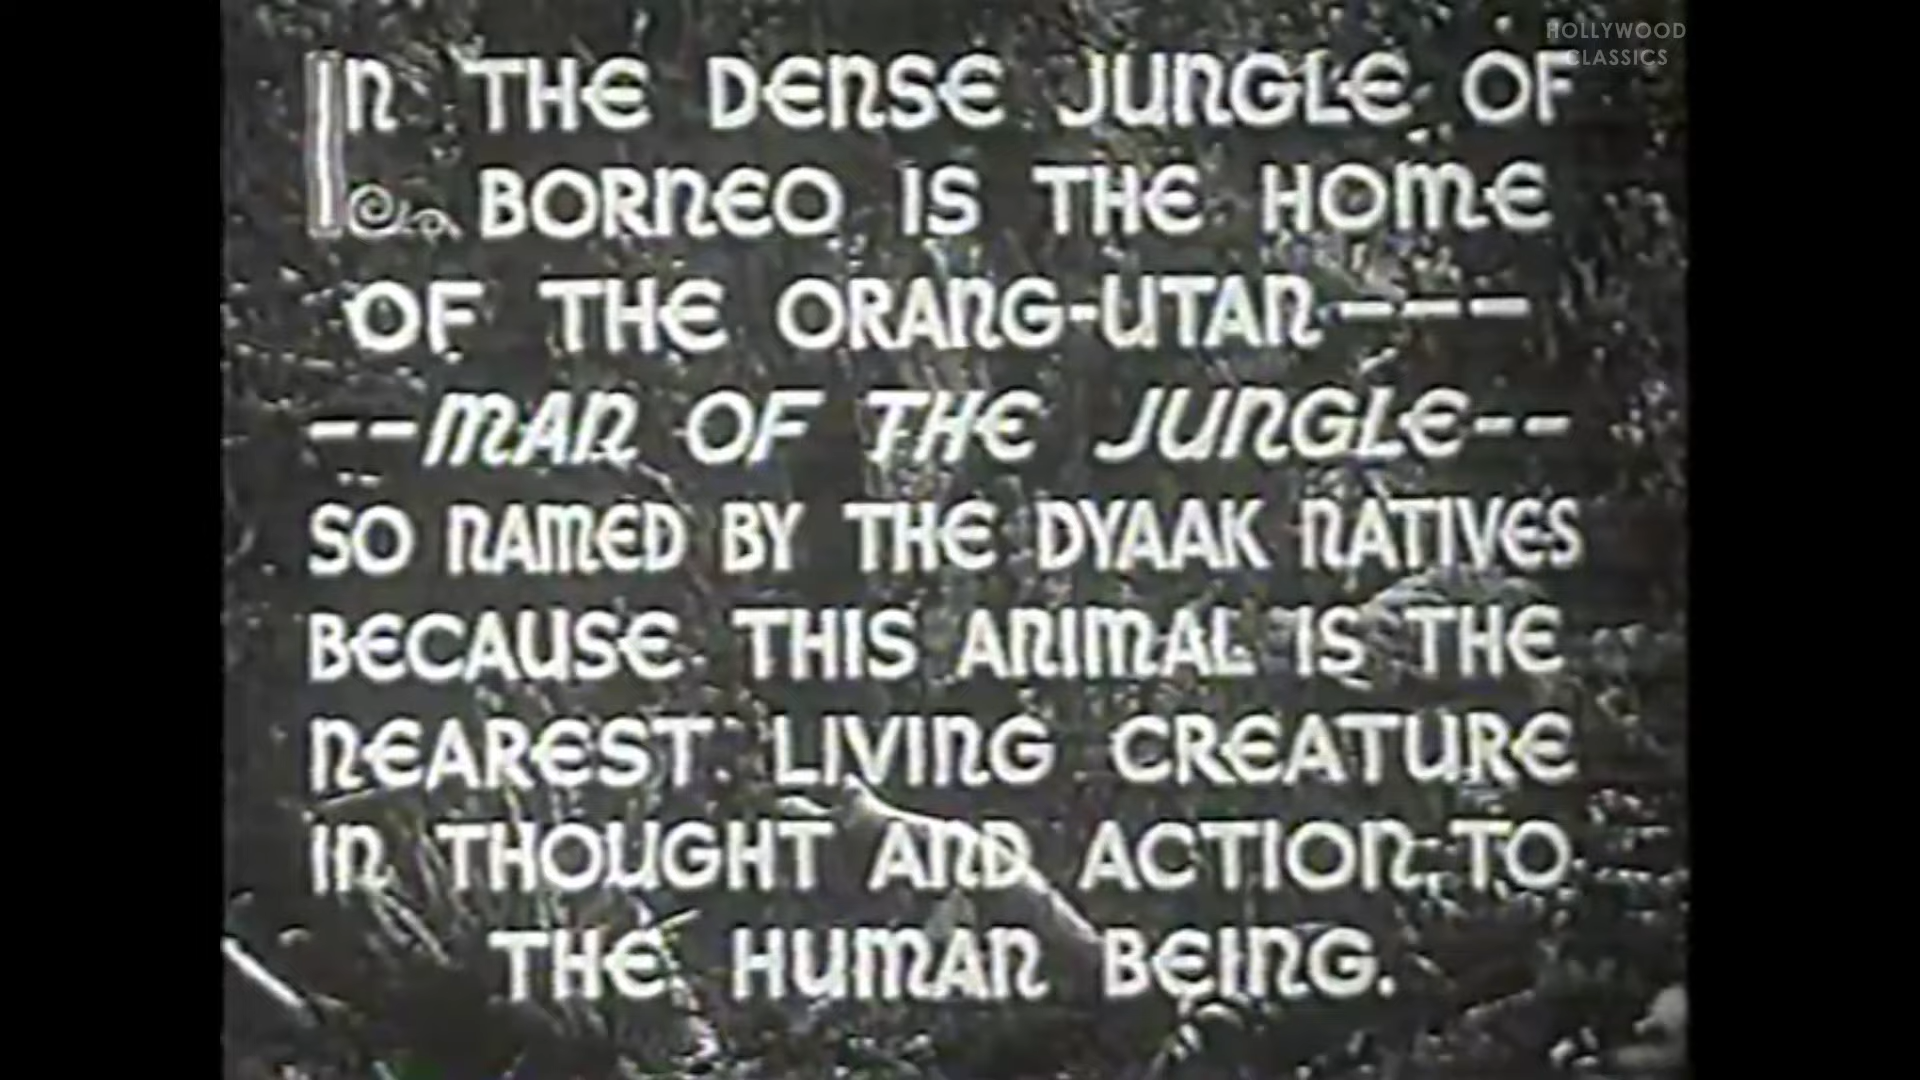 HOLLYWOOD
CLASSICS
IN THE DENSE JUNGLE OF
BORNEO IS THE HOME
OF THE ORANG-UTAN---
--MAN OF THE JUNGLE--
SO NAMED BY THE DYAAK NATIVES
BECAUSE THIS ANIMAL IS THE
NEAREST LIVING CREATURE
IN THOUGHT AND ACTION TO
THE HUMAN BEING.